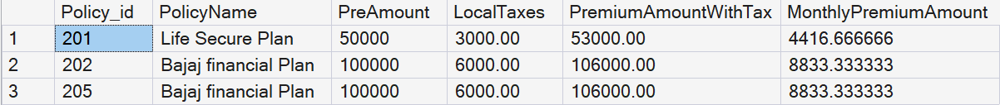 Policy_id PolicyName PreAmount LocalTaxes PremiumAmountWithTax MonthlyPremiumAmount
1 201 Life Secure Plan 50000 3000.00 53000.00 4416.666666
2 202 Bajaj financial Plan 100000 6000.00 106000.00 8833.333333
3 205 Bajaj financial Plan 100000 6000.00 106000.00 8833.333333